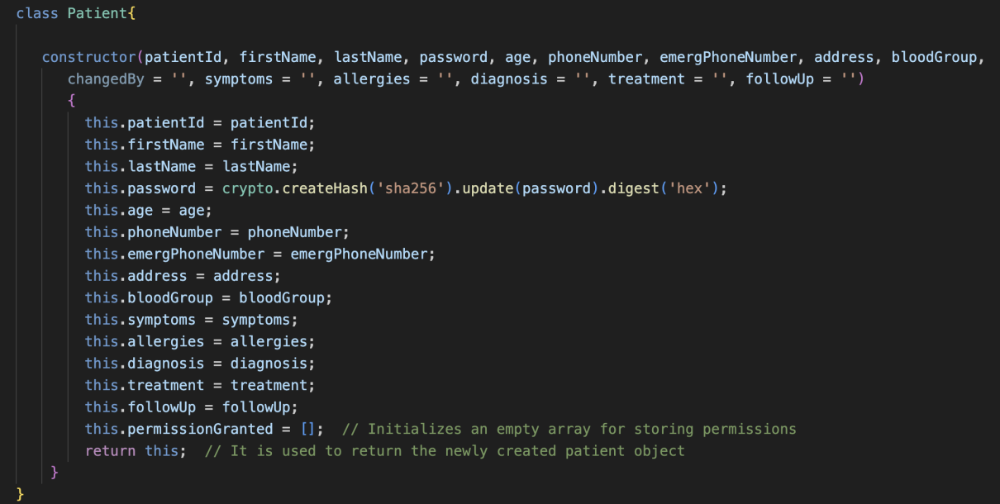 class Patient{
constructor(patientId, firstName, lastName, password, age, phoneNumber, emergPhoneNumber, address, bloodGroup,
changedBy = '', symptoms = '', allergies = '', diagnosis = '', treatment = '', followUp = '')
{
this.patientId = patientId;
this.firstName = firstName;
this.lastName = lastName;
this.password = crypto.createHash('sha256').update(password).digest('hex');
this.age = age;
this.phoneNumber = phoneNumber;
this.emergPhoneNumber = emergPhoneNumber;
this.address = address;
this.bloodGroup = bloodGroup;
this.symptoms = symptoms;
this.allergies = allergies;
this.diagnosis = diagnosis;
this.treatment = treatment;
this.followUp = followUp;
this.permissionGranted = [];  // Initializes an empty array for storing permissions
return this;  // It is used to return the newly created patient object
}
}